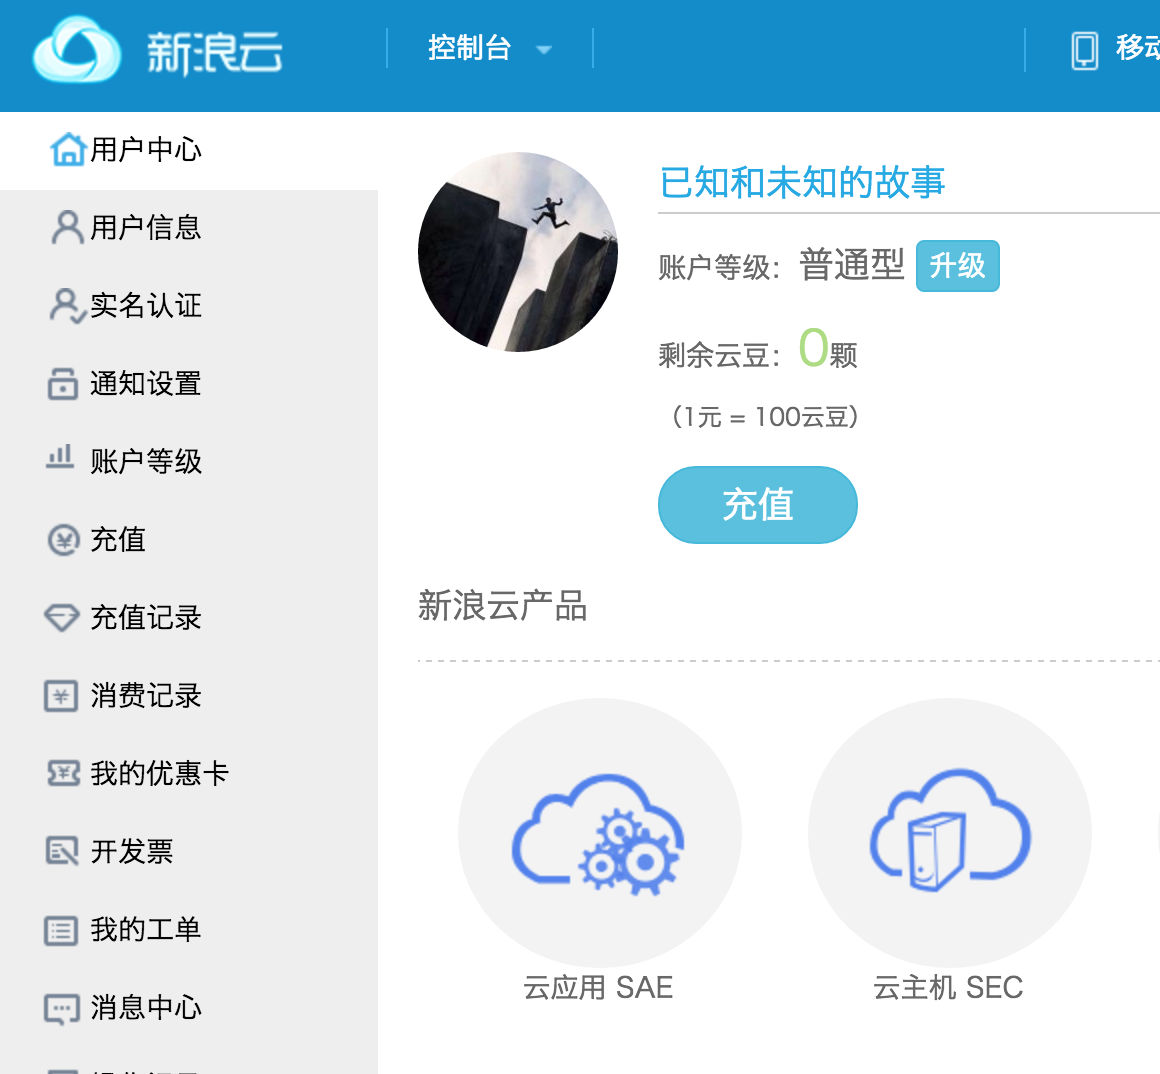 新浪云
控制台
移动
用户中心
用户信息
实名认证
通知设置
账户等级
充值
充值记录
消费记录
我的优惠卡
开发票
我的工单
消息中心
已知和未知的故事
账户等级：普通型 升级
剩余云豆：0颗
（1元 = 100云豆）
充值
新浪云产品
云应用 SAE
云主机 SEC